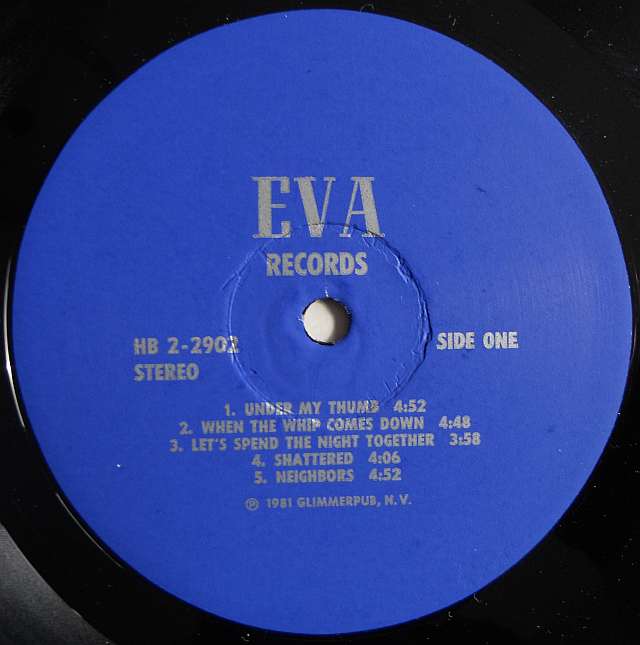 EVA
RECORDS
HB 2-2902
STEREO
SIDE ONE
1. UNDER MY THUMB 4:52
2. WHEN THE WHIP COMES DOWN 4:48
3. LET'S SPEND THE NIGHT TOGETHER 3:58
4. SHATTERED 4:06
5. NEIGHBORS 4:52
℗ 1981 GLIMMERPUB, N.V.